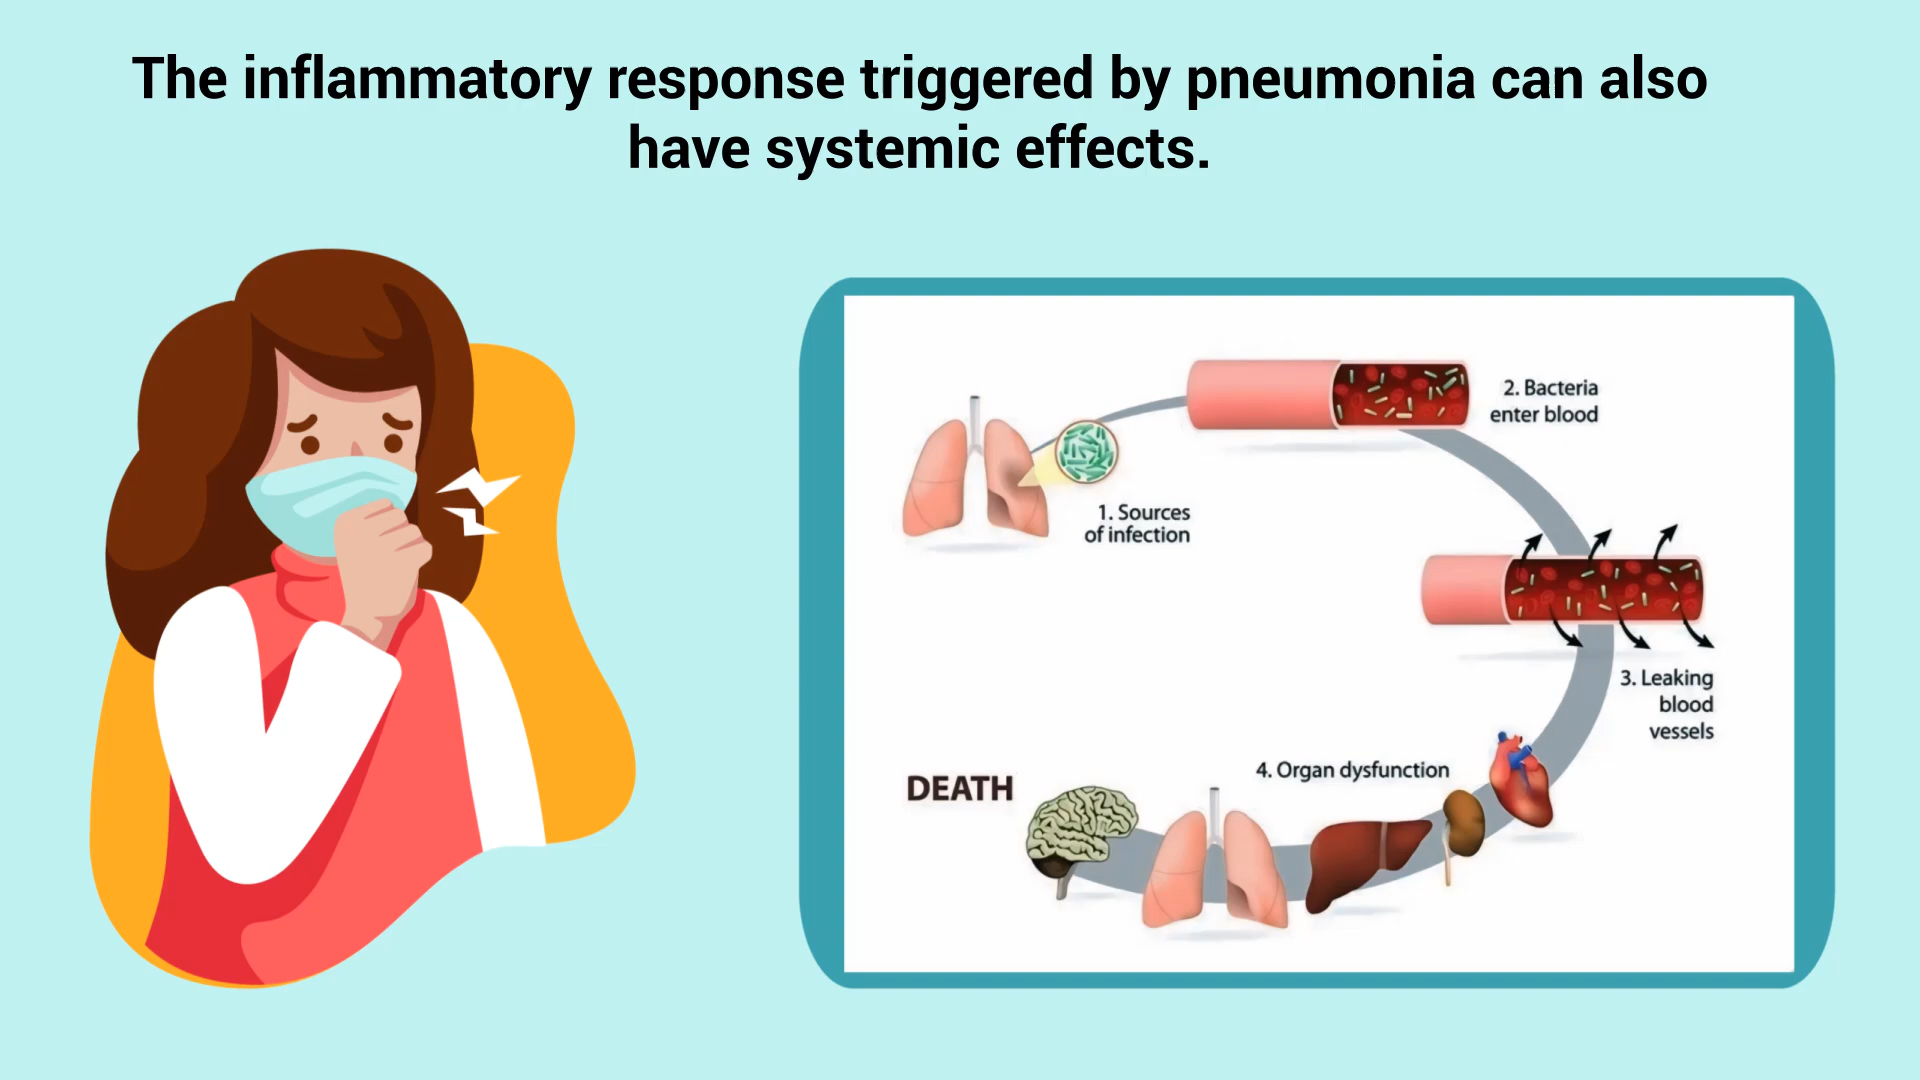 The inflammatory response triggered by pneumonia can also
have systemic effects.
1. Sources
of infection
2. Bacteria
enter blood
3. Leaking
blood
vessels
4. Organ dysfunction
DEATH